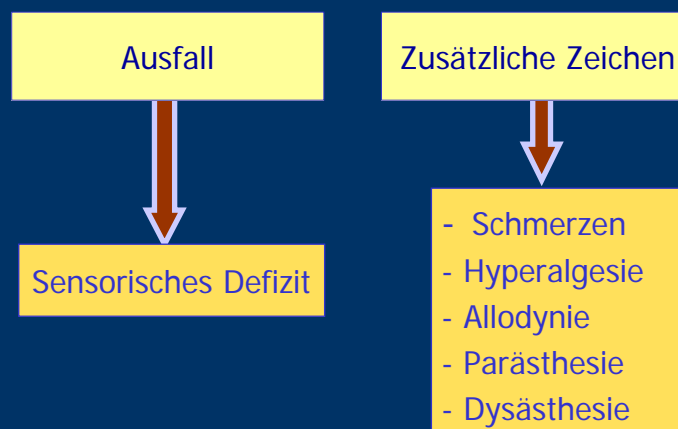 Ausfall
Zusätzliche Zeichen
Sensorisches Defizit
- Schmerzen
- Hyperalgesie
- Allodynie
- Parästhesie
- Dysästhesie